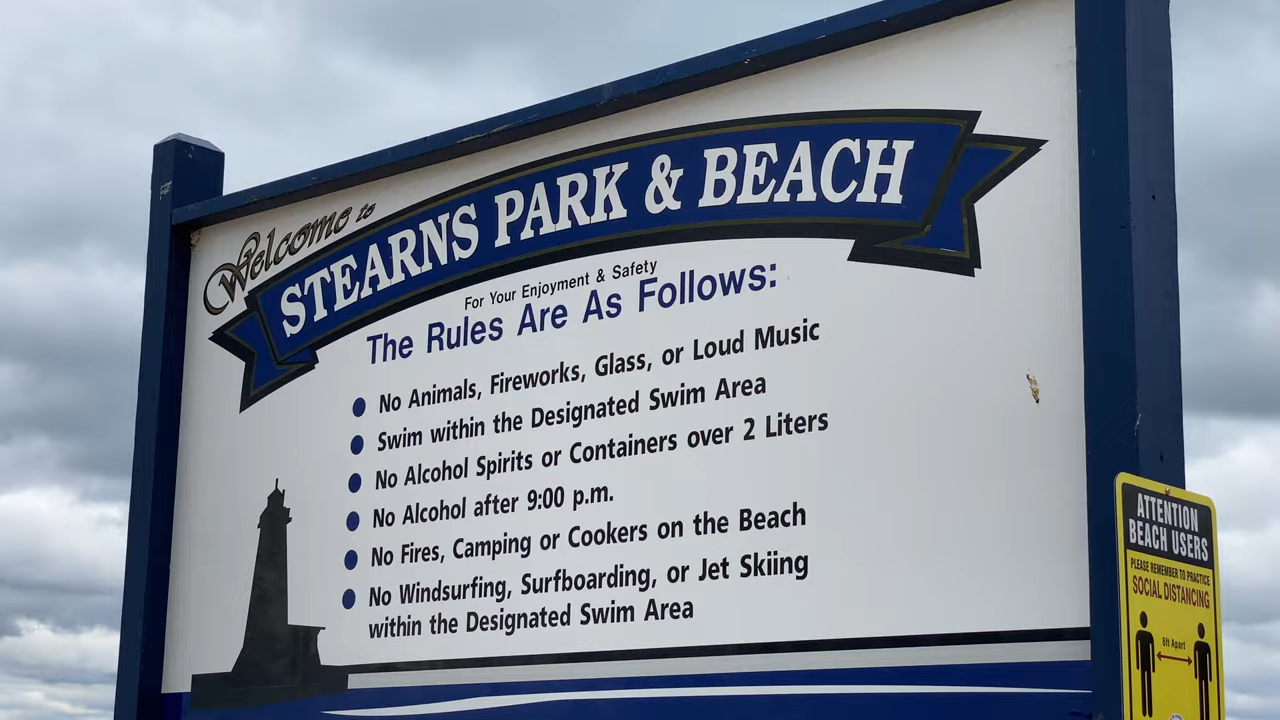 Welcome to
STEARNS PARK & BEACH
For Your Enjoyment & Safety
The Rules Are As Follows:
No Animals, Fireworks, Glass, or Loud Music
Swim within the Designated Swim Area
No Alcohol Spirits or Containers over 2 Liters
No Alcohol after 9:00 p.m.
No Fires, Camping or Cookers on the Beach
No Windsurfing, Surfboarding, or Jet Skiing
within the Designated Swim Area
ATTENTION
BEACH USERS
PLEASE REMEMBER TO PRACTICE
SOCIAL DISTANCING
6ft Apart